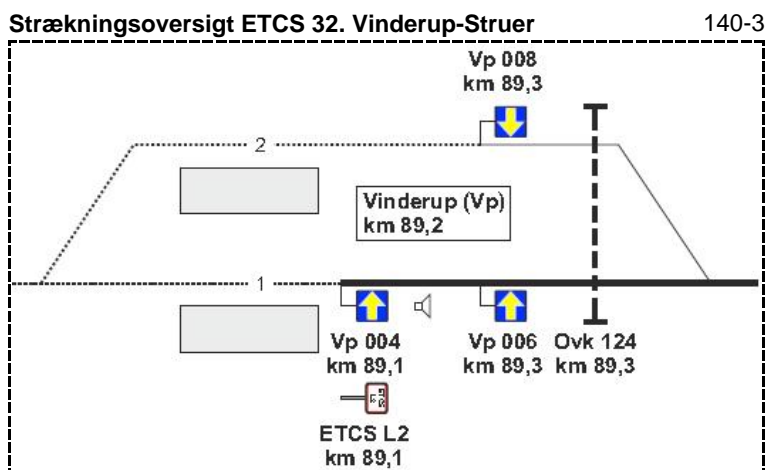 Strækningsoversigt ETCS 32. Vinderup-Struer 140-3
Vp 008
km 89,3
2
Vinderup (Vp)
km 89,2
1
Vp 004
km 89,1
Vp 006
km 89,3
Ovk 124
km 89,3
ETCS L2
km 89,1